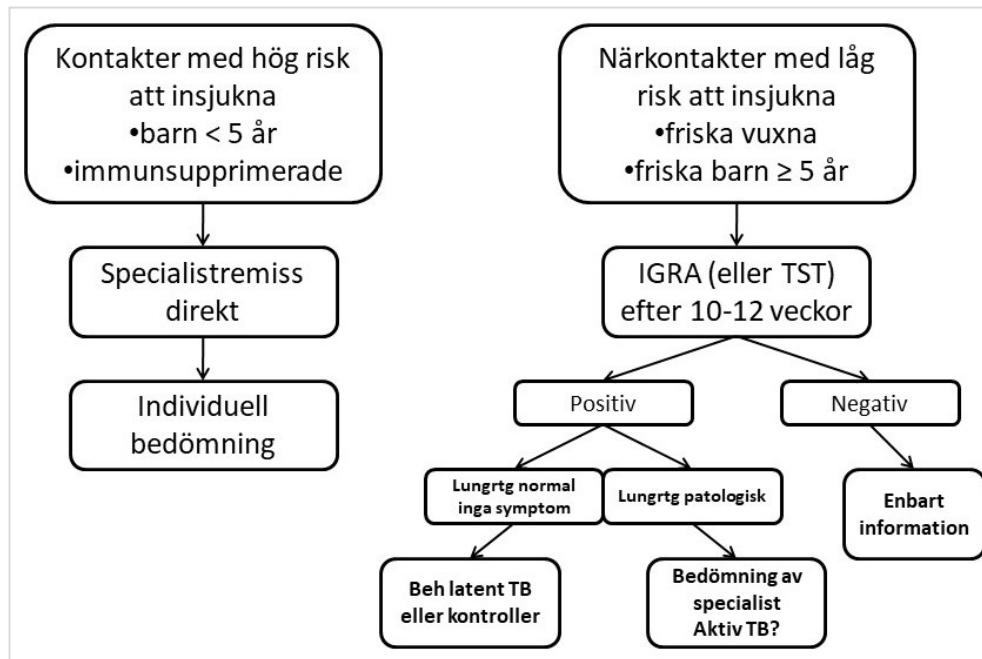 Kontakter med hög risk
att insjukna
•barn < 5 år
•immunsupprimerade
Specialistremiss
direkt
Individuell
bedömning
Närkontakter med låg
risk att insjukna
•friska vuxna
•friska barn ≥ 5 år
IGRA (eller TST)
efter 10-12 veckor
Positiv
Negativ
Lungrtg normal
inga symptom
Lungrtg patologisk
Enbart
information
Beh latent TB
eller kontroller
Bedömning av
specialist
Aktiv TB?